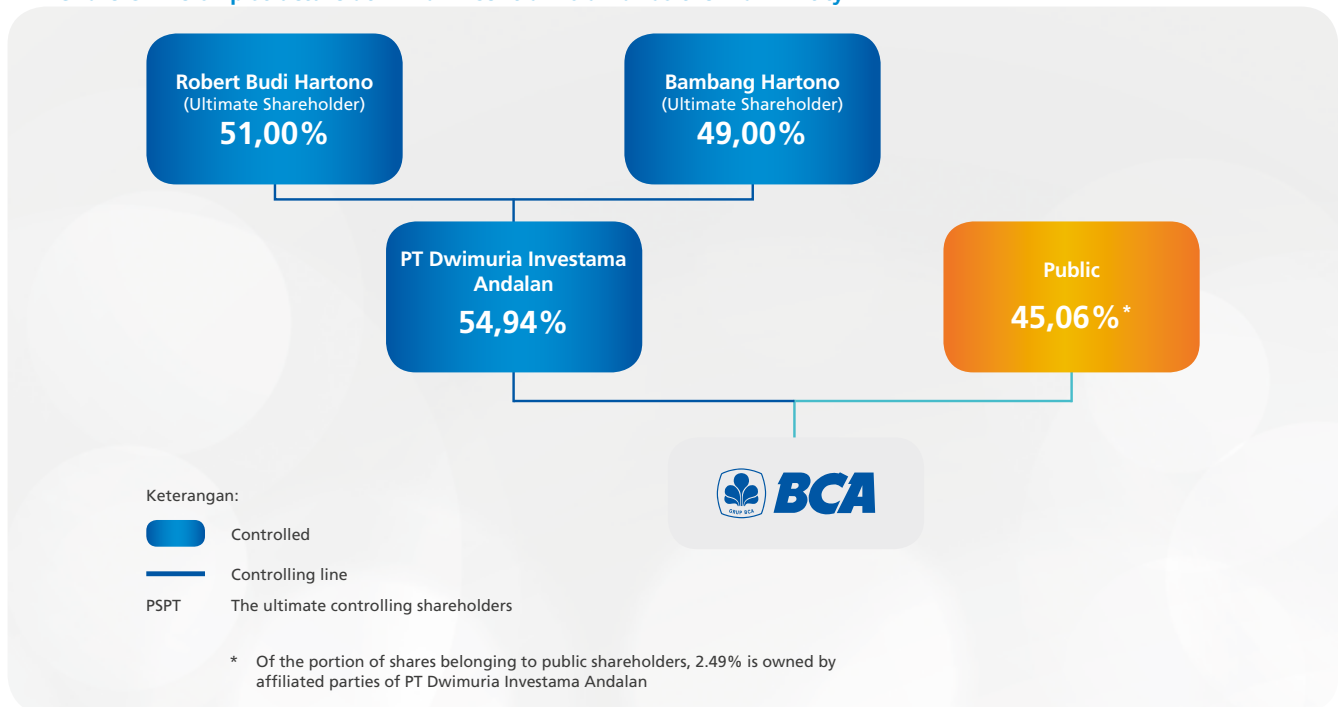 Robert Budi Hartono
(Ultimate Shareholder)
51,00%
Bambang Hartono
(Ultimate Shareholder)
49,00%
PT Dwimuria Investama
Andalan
54,94%
Public
45,06%*
GRUP BCA
BCA
Keterangan:
Controlled
Controlling line
PSPT The ultimate controlling shareholders
* Of the portion of shares belonging to public shareholders, 2.49% is owned by
affiliated parties of PT Dwimuria Investama Andalan